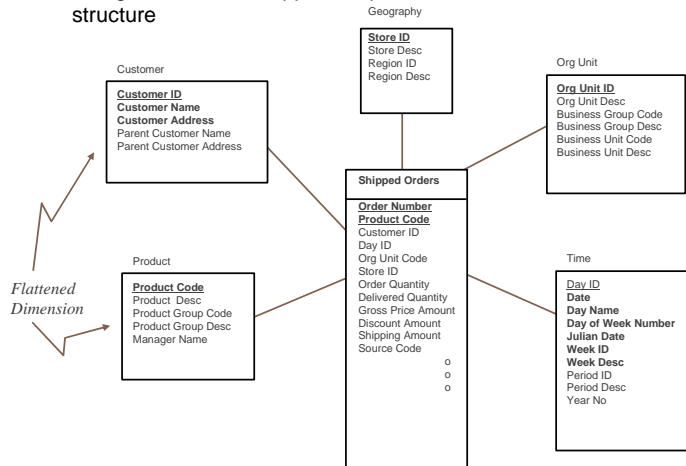 structure
Geography
Store ID
Store Desc
Region ID
Region Desc
Customer
Customer ID
Customer Name
Customer Address
Parent Customer Name
Parent Customer Address
Org Unit
Org Unit ID
Org Unit Desc
Business Group Code
Business Group Desc
Business Unit Code
Business Unit Desc
Shipped Orders
Order Number
Product Code
Customer ID
Day ID
Org Unit Code
Store ID
Order Quantity
Delivered Quantity
Gross Price Amount
Discount Amount
Shipping Amount
Source Code
o
o
o
Flattened
Dimension
Product
Product Code
Product Desc
Product Group Code
Product Group Desc
Manager Name
Time
Day ID
Date
Day Name
Day of Week Number
Julian Date
Week ID
Week Desc
Period ID
Period Desc
Year No